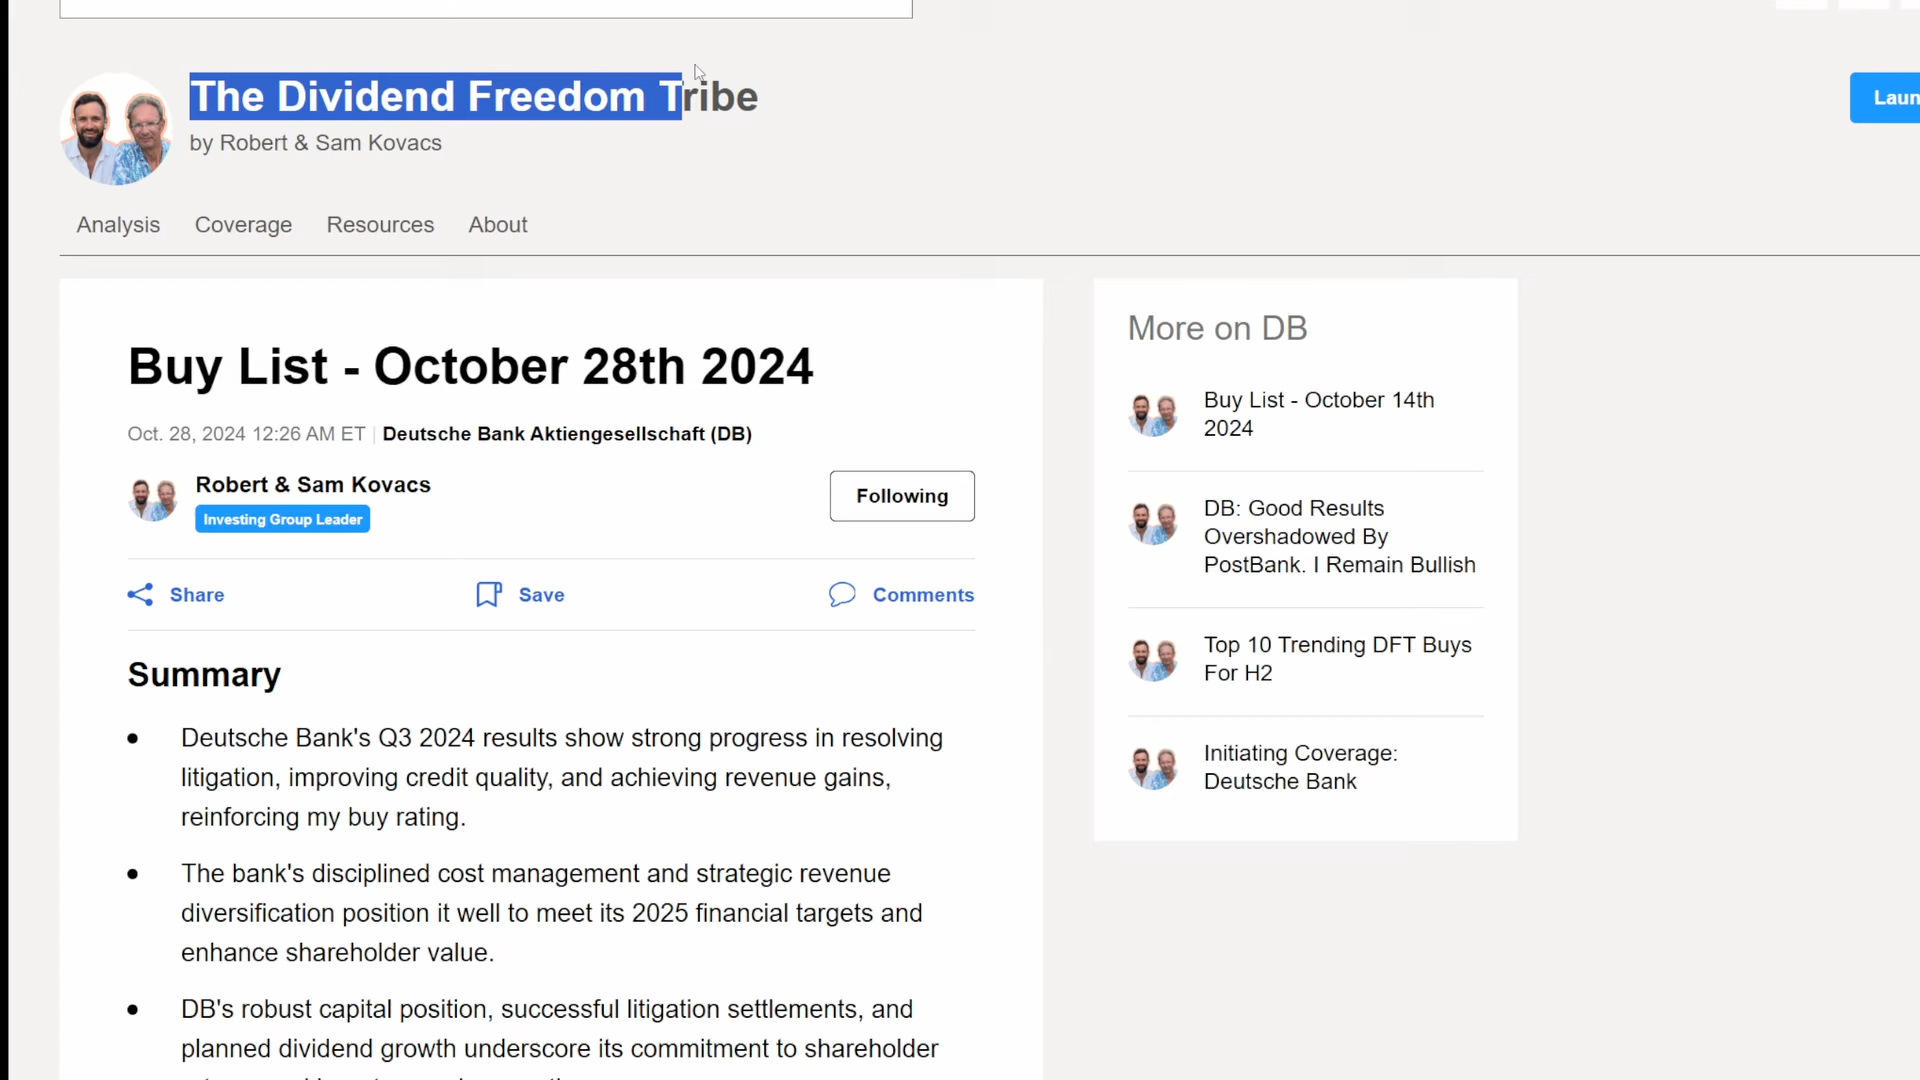 The Dividend Freedom Tribe
by Robert & Sam Kovacs
Analysis Coverage Resources About
Buy List - October 28th 2024
Oct. 28, 2024 12:26 AM ET | Deutsche Bank Aktiengesellschaft (DB)
Robert & Sam Kovacs
Investing Group Leader
Following
Share Save Comments
Summary
Deutsche Bank's Q3 2024 results show strong progress in resolving
litigation, improving credit quality, and achieving revenue gains,
reinforcing my buy rating.
The bank's disciplined cost management and strategic revenue
diversification position it well to meet its 2025 financial targets and
enhance shareholder value.
DB's robust capital position, successful litigation settlements, and
planned dividend growth underscore its commitment to shareholder
More on DB
Buy List - October 14th
2024
DB: Good Results
Overshadowed By
PostBank. I Remain Bullish
Top 10 Trending DFT Buys
For H2
Initiating Coverage:
Deutsche Bank